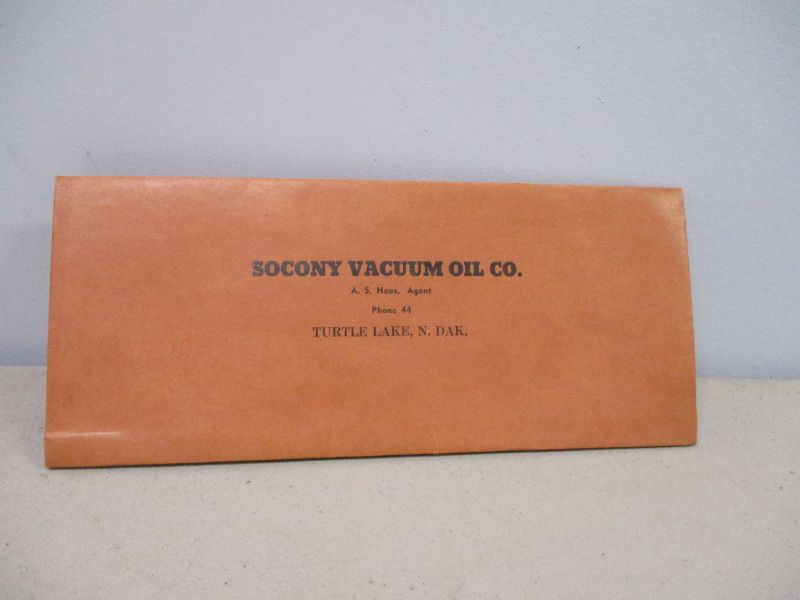 SOCONY VACUUM OIL CO.
A. S. Haas, Agent
Phone 44
TURTLE LAKE, N. DAK,